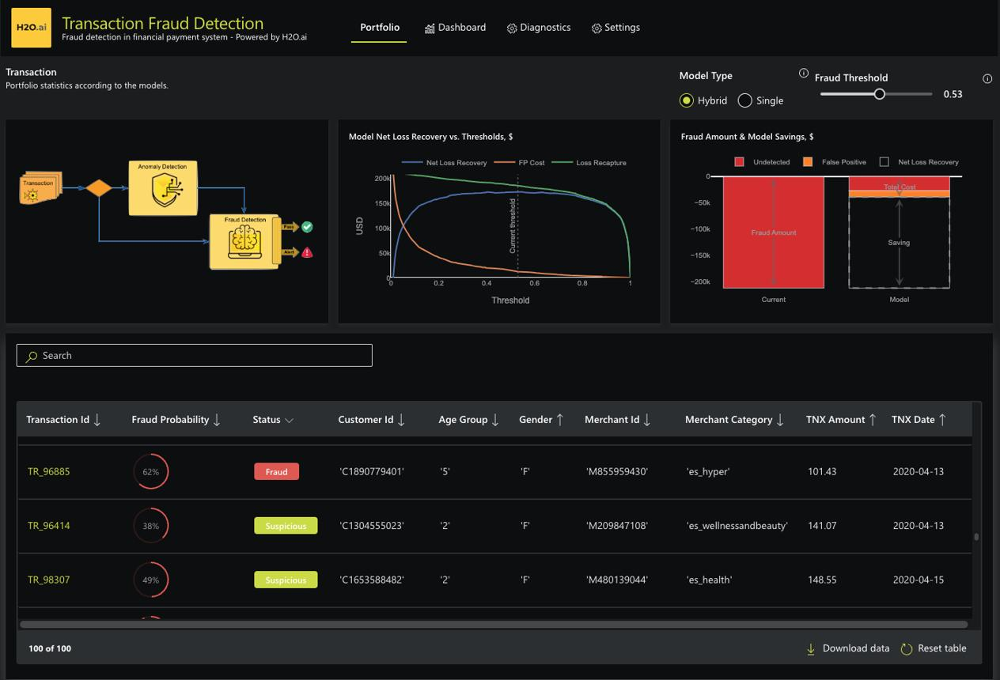 H2O.ai
Transaction Fraud Detection
Fraud detection in financial payment system - Powered by H2O.ai
Portfolio
Dashboard
Diagnostics
Settings
Transaction
Portfolio statistics according to the models.
Model Type
Hybrid
Single
Fraud Threshold
0.53
Transaction
Anomaly Detection
Fraud Detection
Pass
Alert
Model Net Loss Recovery vs. Thresholds, $
Net Loss Recovery
FP Cost
Loss Recapture
USD
200k
150k
100k
50k
0
Current threshold
0
0.2
0.4
0.6
0.8
1
Threshold
Fraud Amount & Model Savings, $
Undetected
False Positive
Net Loss Recovery
0
−50k
−100k
−150k
−200k
Fraud Amount
Total Cost
Saving
Current
Model
Search
Transaction Id Fraud Probability Status Customer Id Age Group Gender Merchant Id Merchant Category TNX Amount TNX Date
TR_96885 62% Fraud 'C1890779401' '5' 'F' 'M855959430' 'es_hyper' 101.43 2020-04-13
TR_96414 38% Suspicious 'C1304555023' '2' 'F' 'M209847108' 'es_wellnessandbeauty' 141.07 2020-04-13
TR_98307 49% Suspicious 'C1653588482' '2' 'F' 'M480139044' 'es_health' 148.55 2020-04-15
100 of 100
Download data
Reset table